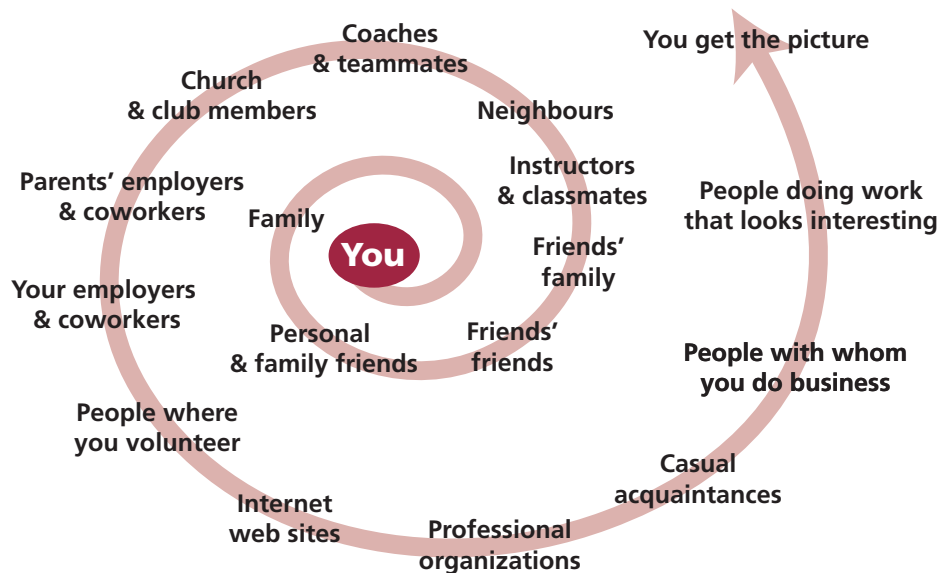 You
Family
Personal
& family friends
Friends’
friends
Friends’
family
Instructors
& classmates
Neighbours
Coaches
& teammates
Church
& club members
Parents’ employers
& coworkers
Your employers
& coworkers
People where
you volunteer
Internet
web sites
Professional
organizations
Casual
acquaintances
People with whom
you do business
People doing work
that looks interesting
You get the picture